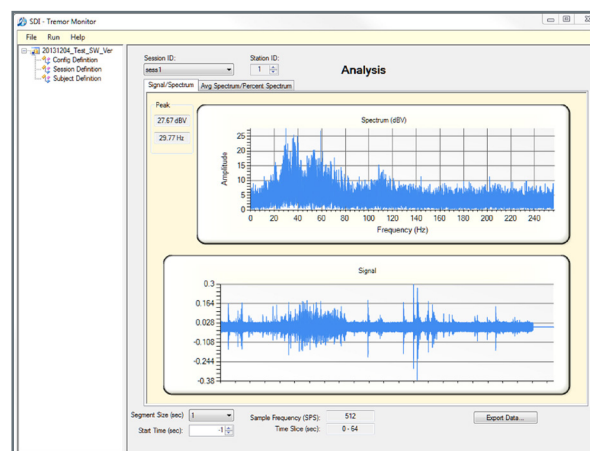 SDI - Tremor Monitor
File Run Help
20131204_Test_SW_Ver
Config Definition
Session Definition
Subject Definition
Session ID: Station ID:
sess1 1
Analysis
Signal/Spectrum Avg Spectrum/Percent Spectrum
Peak
27.67 dBV
29.77 Hz
Spectrum (dBV)
Amplitude
25
20
15
10
5
0
0 20 40 60 80 100 120 140 160 180 200 220 240
Frequency (Hz)
Signal
0.3
0.164
0.028
-0.108
-0.244
-0.38
Segment Size (sec) 1 Sample Frequency (SPS): 512 Export Data...
Start Time (sec): -1 Time Slice (sec): 0 - 64